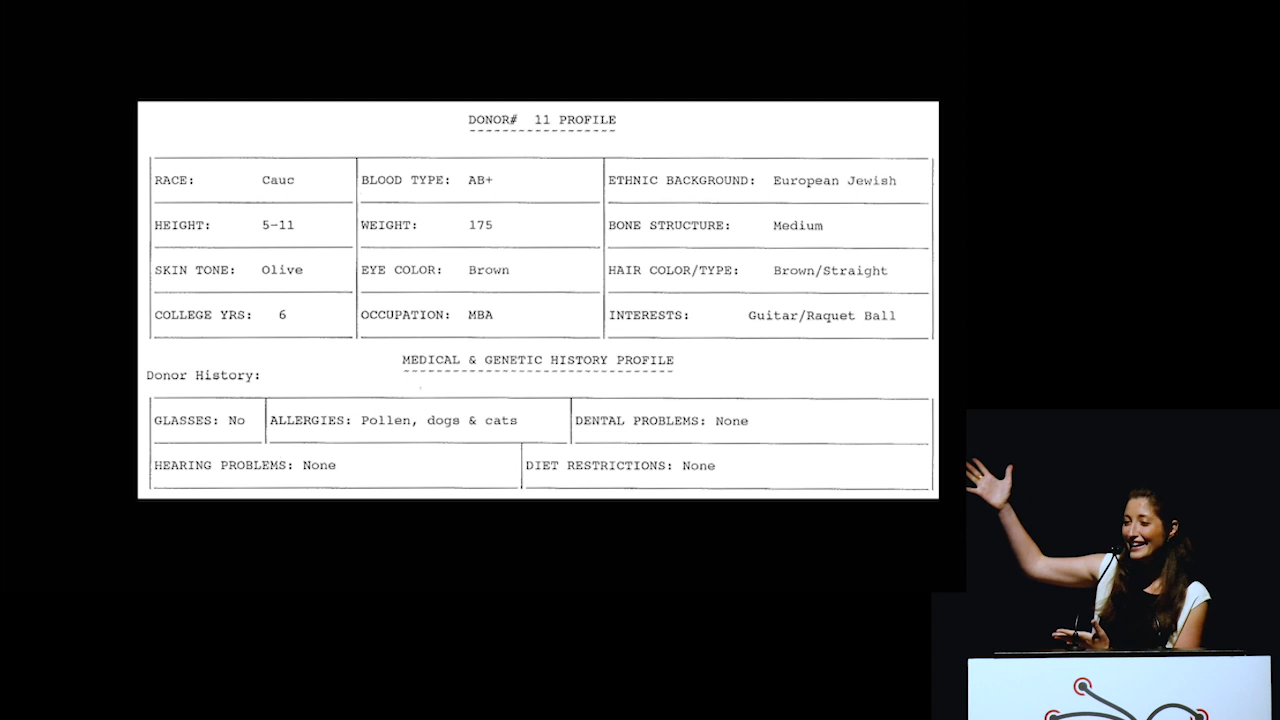 DONOR# 11 PROFILE
RACE: Cauc BLOOD TYPE: AB+ ETHNIC BACKGROUND: European Jewish
HEIGHT: 5-11 WEIGHT: 175 BONE STRUCTURE: Medium
SKIN TONE: Olive EYE COLOR: Brown HAIR COLOR/TYPE: Brown/Straight
COLLEGE YRS: 6 OCCUPATION: MBA INTERESTS: Guitar/Raquet Ball
MEDICAL & GENETIC HISTORY PROFILE
Donor History:
GLASSES: No ALLERGIES: Pollen, dogs & cats DENTAL PROBLEMS: None
HEARING PROBLEMS: None DIET RESTRICTIONS: None